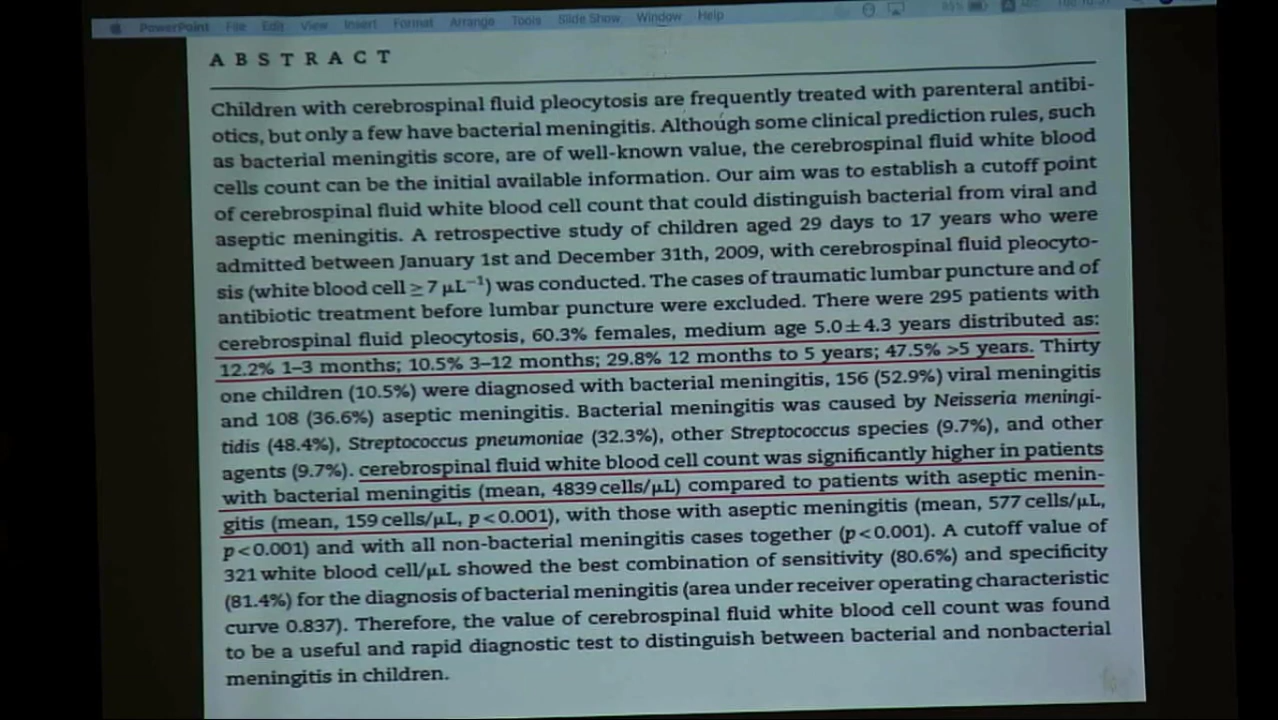 PowerPoint File Edit View Insert Format Arrange Tools Slide Show Window Help
ABSTRACT
Children with cerebrospinal fluid pleocytosis are frequently treated with parenteral antibi-
otics, but only a few have bacterial meningitis. Although some clinical prediction rules, such
as bacterial meningitis score, are of well-known value, the cerebrospinal fluid white blood
cells count can be the initial available information. Our aim was to establish a cutoff point
of cerebrospinal fluid white blood cell count that could distinguish bacterial from viral and
aseptic meningitis. A retrospective study of children aged 29 days to 17 years who were
admitted between January 1st and December 31th, 2009, with cerebrospinal fluid pleocyto-
sis (white blood cell ≥ 7 μL⁻¹) was conducted. The cases of traumatic lumbar puncture and of
antibiotic treatment before lumbar puncture were excluded. There were 295 patients with
cerebrospinal fluid pleocytosis, 60.3% females, medium age 5.0±4.3 years distributed as:
12.2% 1–3 months; 10.5% 3–12 months; 29.8% 12 months to 5 years; 47.5% >5 years. Thirty
one children (10.5%) were diagnosed with bacterial meningitis, 156 (52.9%) viral meningitis
and 108 (36.6%) aseptic meningitis. Bacterial meningitis was caused by Neisseria meningi-
tidis (48.4%), Streptococcus pneumoniae (32.3%), other Streptococcus species (9.7%), and other
agents (9.7%). cerebrospinal fluid white blood cell count was significantly higher in patients
with bacterial meningitis (mean, 4839 cells/μL) compared to patients with aseptic menin-
gitis (mean, 159 cells/μL, p<0.001), with those with aseptic meningitis (mean, 577 cells/μL,
p<0.001) and with all non-bacterial meningitis cases together (p<0.001). A cutoff value of
321 white blood cell/μL showed the best combination of sensitivity (80.6%) and specificity
(81.4%) for the diagnosis of bacterial meningitis (area under receiver operating characteristic
curve 0.837). Therefore, the value of cerebrospinal fluid white blood cell count was found
to be a useful and rapid diagnostic test to distinguish between bacterial and nonbacterial
meningitis in children.